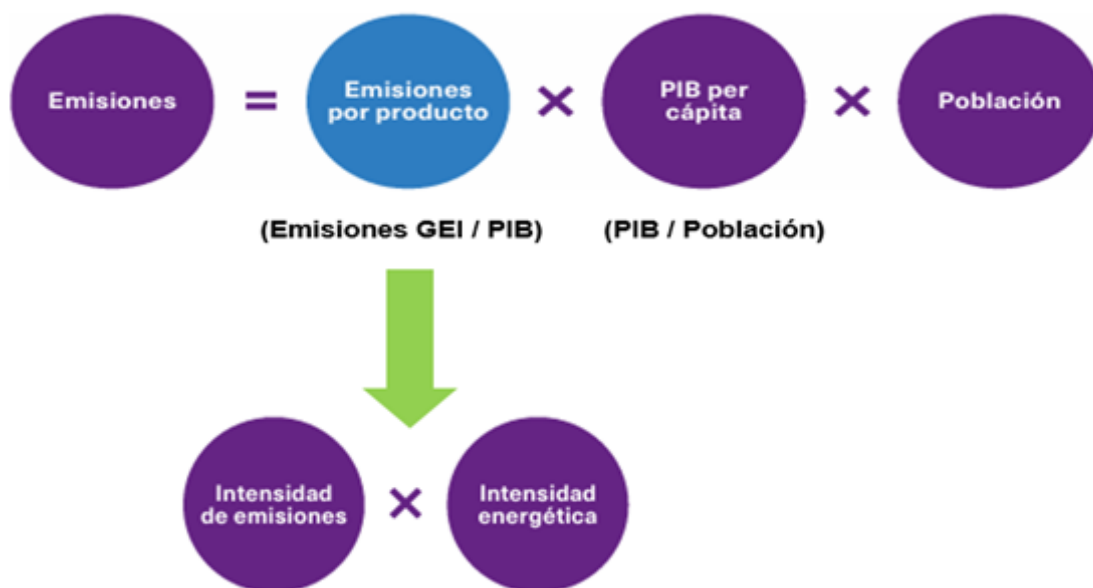 Emisiones
=
Emisiones
por producto
×
PIB per
cápita
×
Población
(Emisiones GEI / PIB)
(PIB / Población)
Intensidad
de emisiones
×
Intensidad
energética